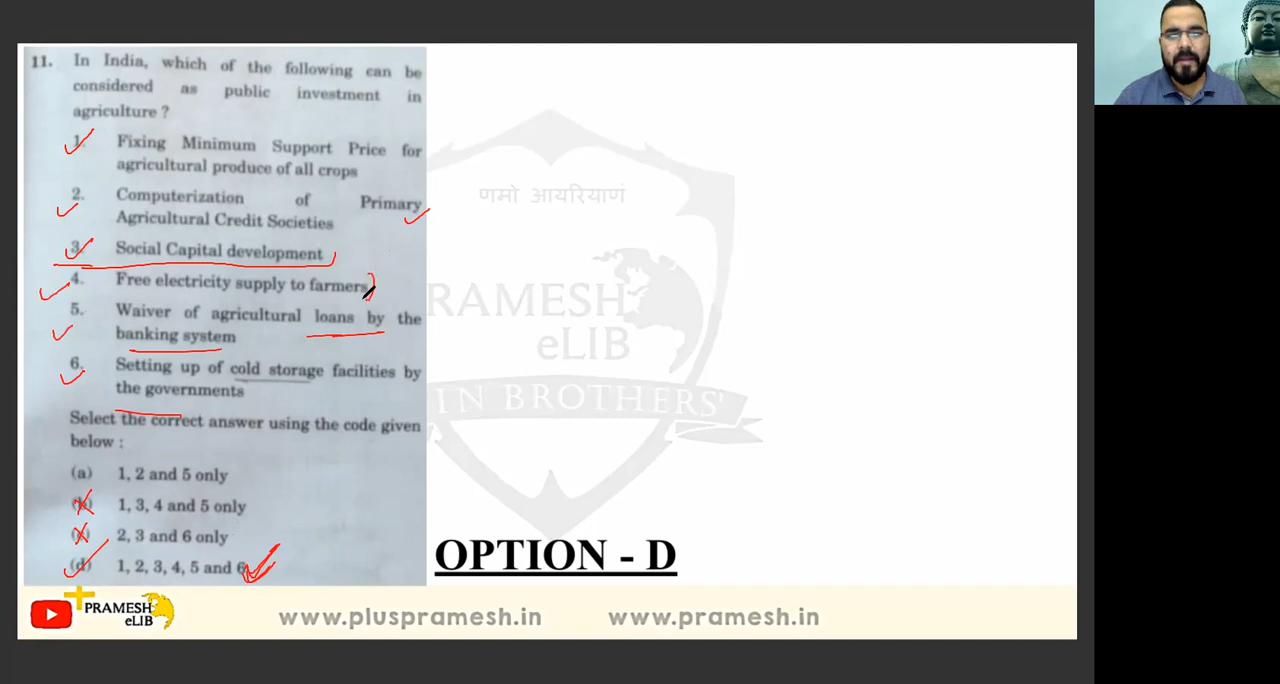 11. In India, which of the following can be
considered as public investment in
agriculture ?
1. Fixing Minimum Support Price for
agricultural produce of all crops
2. Computerization of Primary
Agricultural Credit Societies
3. Social Capital development
4. Free electricity supply to farmers
5. Waiver of agricultural loans by the
banking system
6. Setting up of cold storage facilities by
the governments
Select the correct answer using the code given
below :
(a) 1, 2 and 5 only
(b) 1, 3, 4 and 5 only
(c) 2, 3 and 6 only
(d) 1, 2, 3, 4, 5 and 6
णमो आयरियाणं
PRAMESH
eLIB
IN BROTHERS'
OPTION - D
PRAMESH
eLIB
www.pluspramesh.in www.pramesh.in